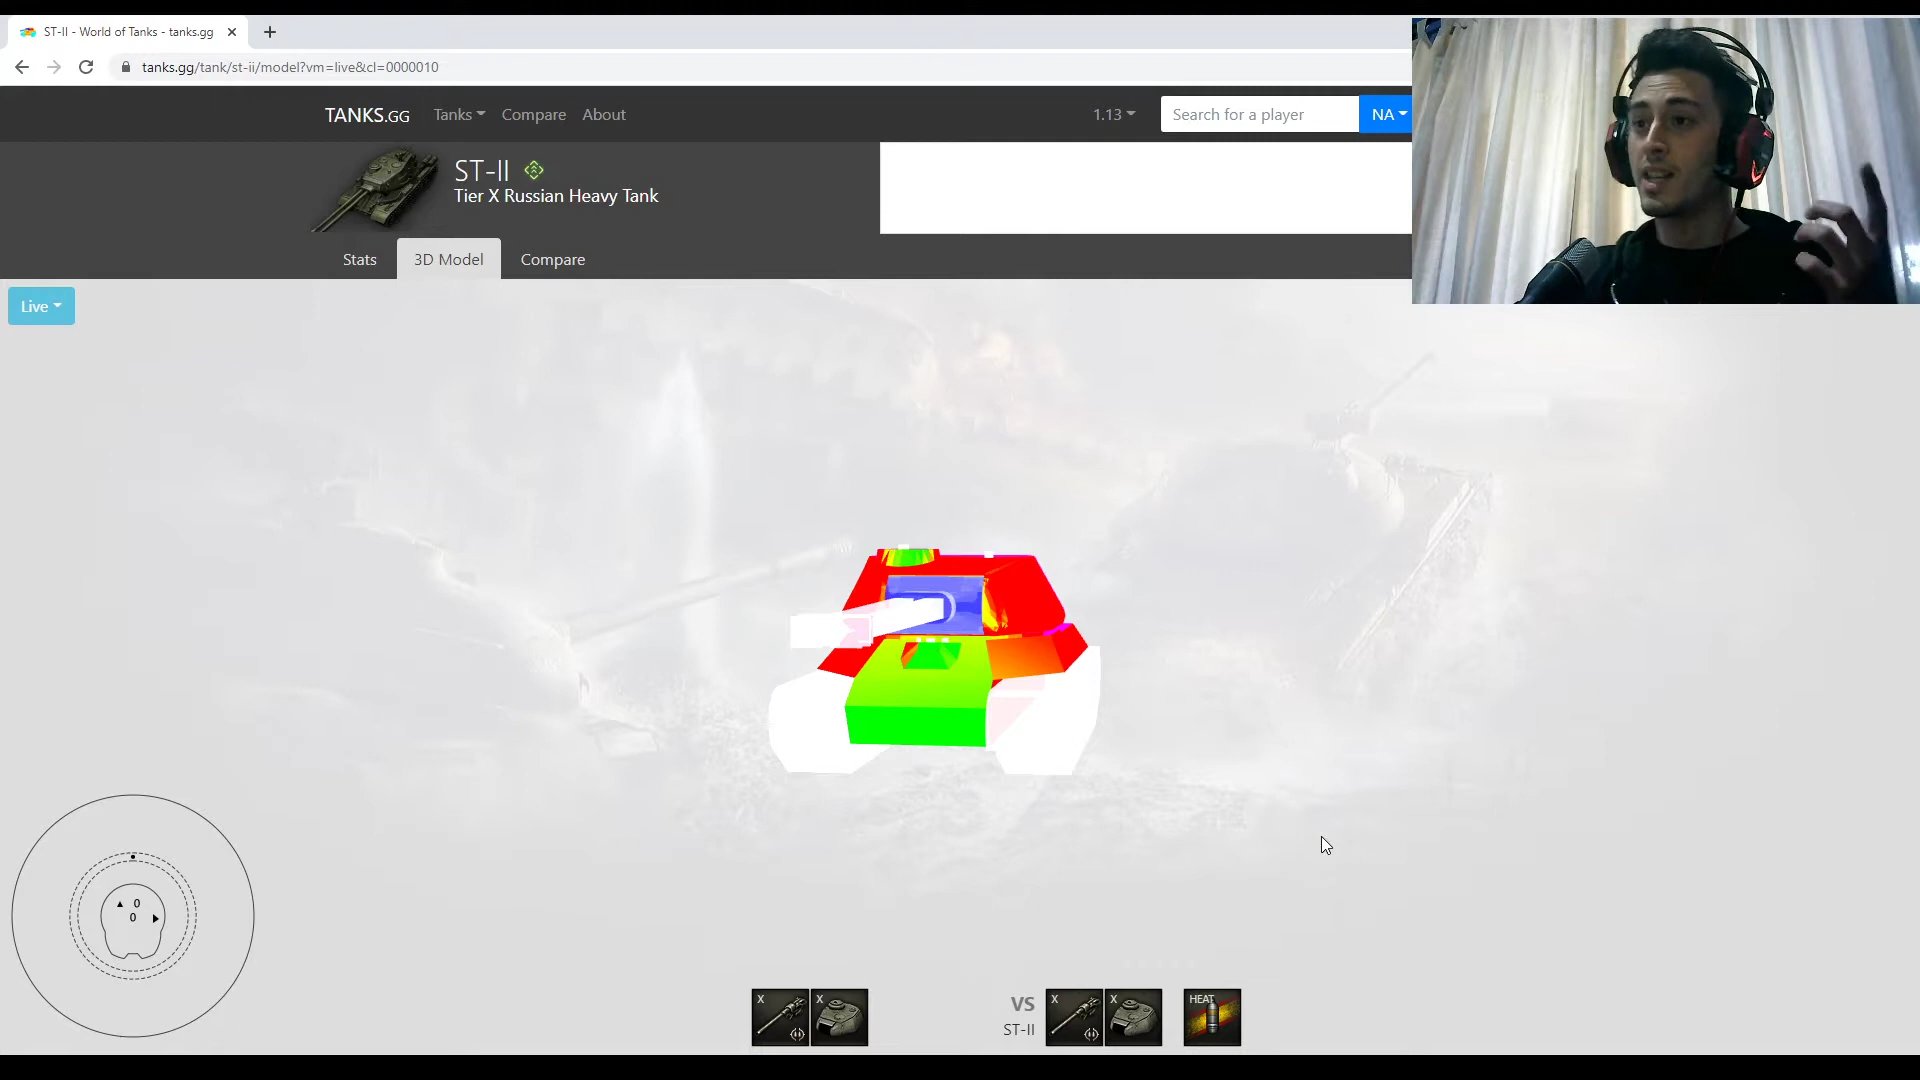 ST-II - World of Tanks - tanks.gg
tanks.gg/tank/st-ii/model?vm=live&cl=0000010
TANKS.GG Tanks Compare About 1.13 Search for a player NA
ST-II
Tier X Russian Heavy Tank
Stats 3D Model Compare
Live
0
0
X X VS X X HEAT
ST-II